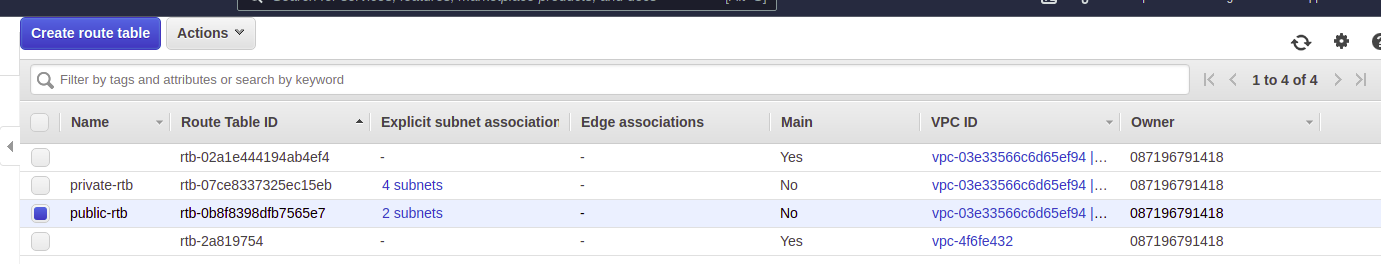 Create route table Actions
Filter by tags and attributes or search by keyword 1 to 4 of 4
Name Route Table ID Explicit subnet association Edge associations Main VPC ID Owner
rtb-02a1e444194ab4ef4 - - Yes vpc-03e33566c6d65ef94 |... 087196791418
private-rtb rtb-07ce8337325ec15eb 4 subnets - No vpc-03e33566c6d65ef94 |... 087196791418
public-rtb rtb-0b8f8398dfb7565e7 2 subnets - No vpc-03e33566c6d65ef94 |... 087196791418
rtb-2a819754 - - Yes vpc-4f6fe432 087196791418